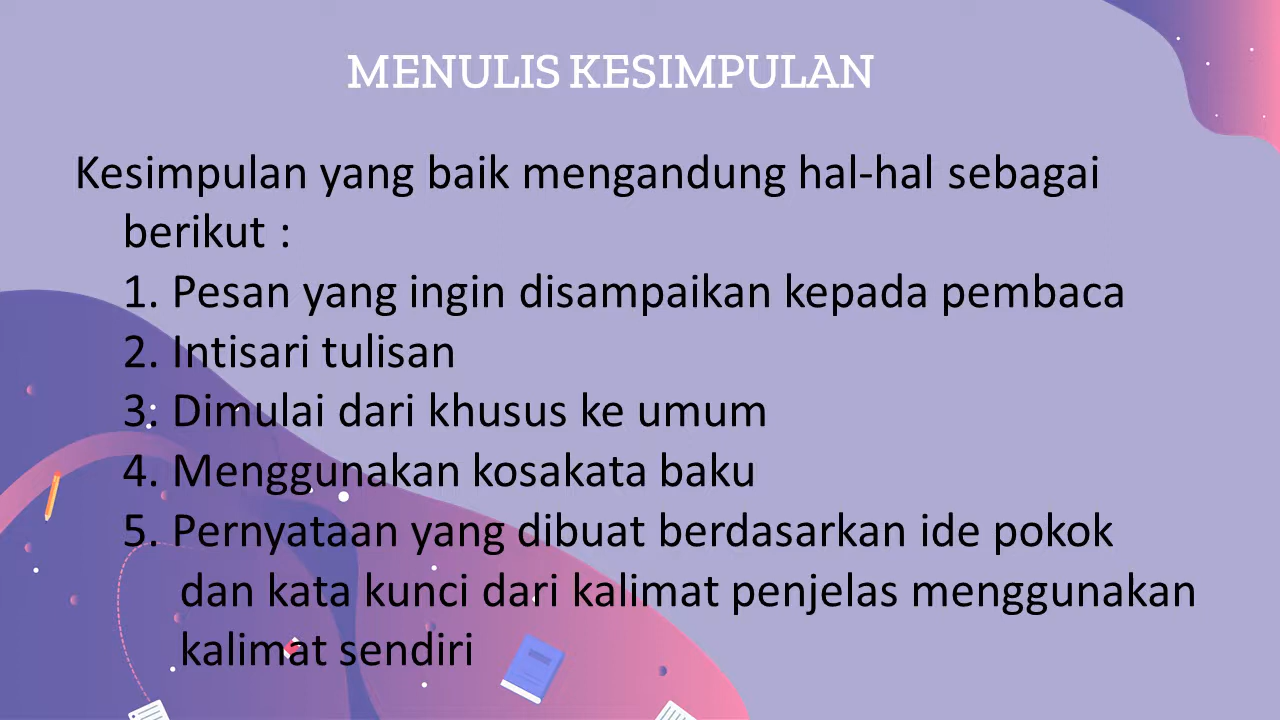 MENULIS KESIMPULAN
Kesimpulan yang baik mengandung hal-hal sebagai
berikut :
1. Pesan yang ingin disampaikan kepada pembaca
2. Intisari tulisan
3. Dimulai dari khusus ke umum
4. Menggunakan kosakata baku
5. Pernyataan yang dibuat berdasarkan ide pokok
dan kata kunci dari kalimat penjelas menggunakan
kalimat sendiri